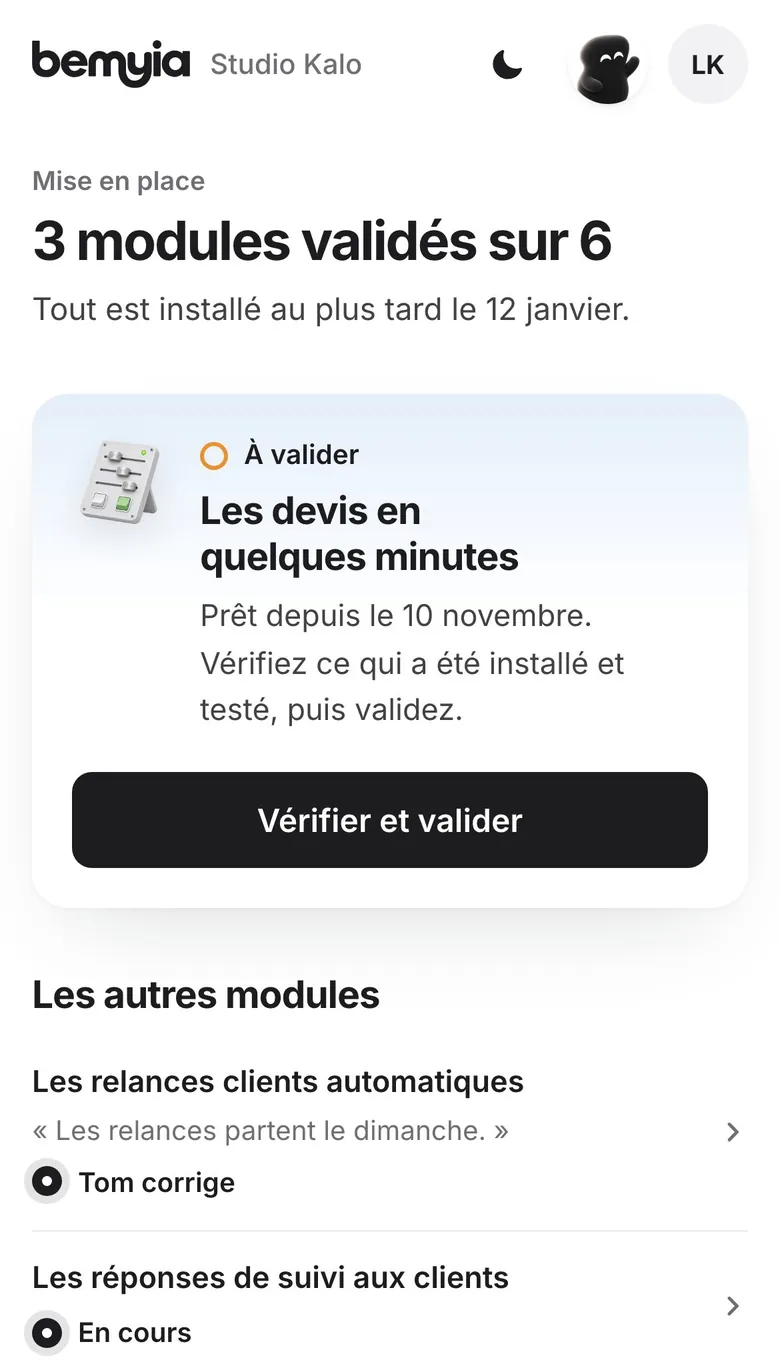 bemyia Studio Kalo LK
Mise en place
3 modules validés sur 6
Tout est installé au plus tard le 12 janvier.
À valider
Les devis en
quelques minutes
Prêt depuis le 10 novembre.
Vérifiez ce qui a été installé et
testé, puis validez.
Vérifier et valider
Les autres modules
Les relances clients automatiques
« Les relances partent le dimanche. »
Tom corrige
Les réponses de suivi aux clients
En cours